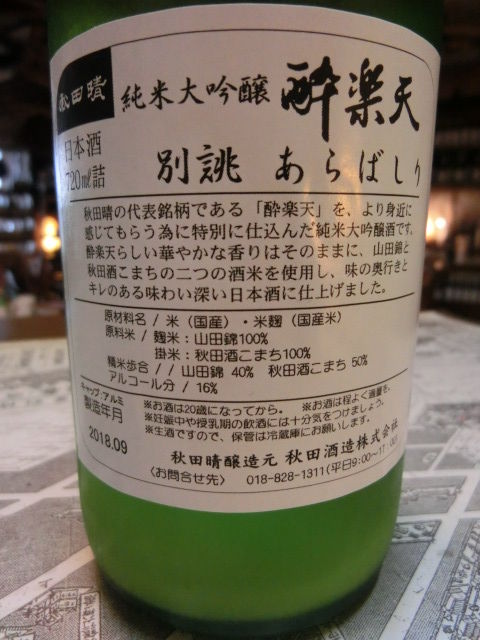 秋田晴
純米大吟醸
酔楽天
日本酒
720㎖詰
別誂 あらばしり
秋田晴の代表銘柄である「酔楽天」を、より身近に
感じてもらう為に特別に仕込んだ純米大吟醸酒です。
酔楽天らしい華やかな香りはそのままに、山田錦と
秋田酒こまちの二つの酒米を使用し、味の奥行きと
キレのある味わい深い日本酒に仕上げました。
原材料名 / 米（国産）・米麹（国産米）
原料米 / 麹米：山田錦100%
掛米：秋田酒こまち100%
精米歩合 / / 山田錦 40% 秋田酒こまち 50%
アルコール分 / 16%
キャップ：アルミ
製造年月
2018.09
※お酒は20歳になってから。 ※お酒は程よく適量を。
※妊娠中や授乳期の飲酒には十分気をつけましょう。
※生酒ですので、保管は冷蔵庫にお願いします。
秋田晴醸造元 秋田酒造株式会社
〈お問合せ先〉 018-828-1311(平日9:00〜